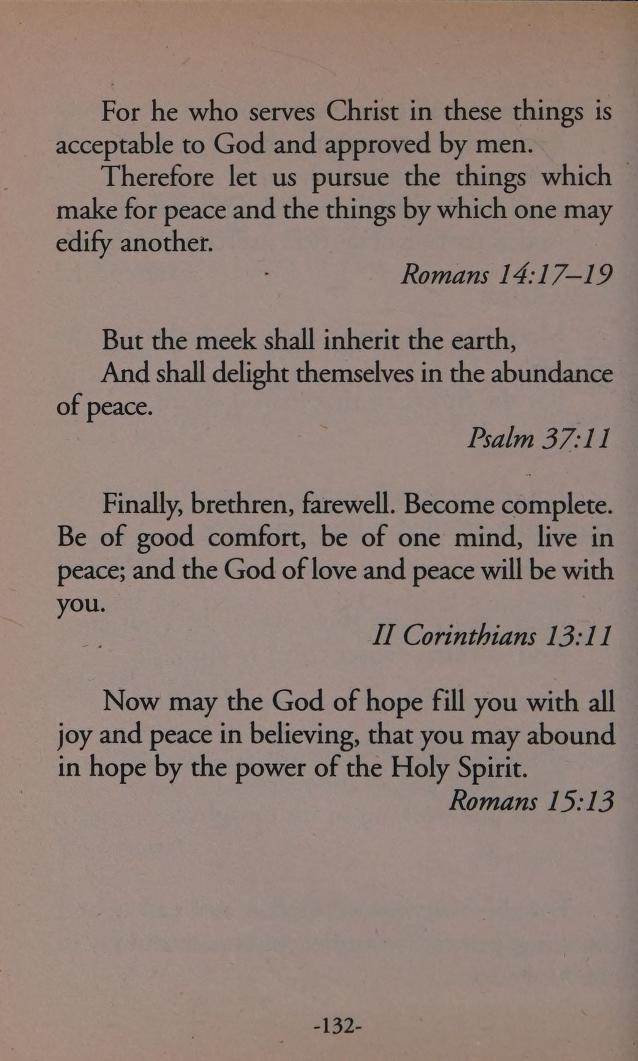 For he who serves Christ in these things is
acceptable to God and approved by men.
Therefore let us pursue the things which
make for peace and the things by which one may
edify another.
Romans 14:17–19
But the meek shall inherit the earth,
And shall delight themselves in the abundance
of peace.
Psalm 37:11
Finally, brethren, farewell. Become complete.
Be of good comfort, be of one mind, live in
peace; and the God of love and peace will be with
you.
II Corinthians 13:11
Now may the God of hope fill you with all
joy and peace in believing, that you may abound
in hope by the power of the Holy Spirit.
Romans 15:13
-132-